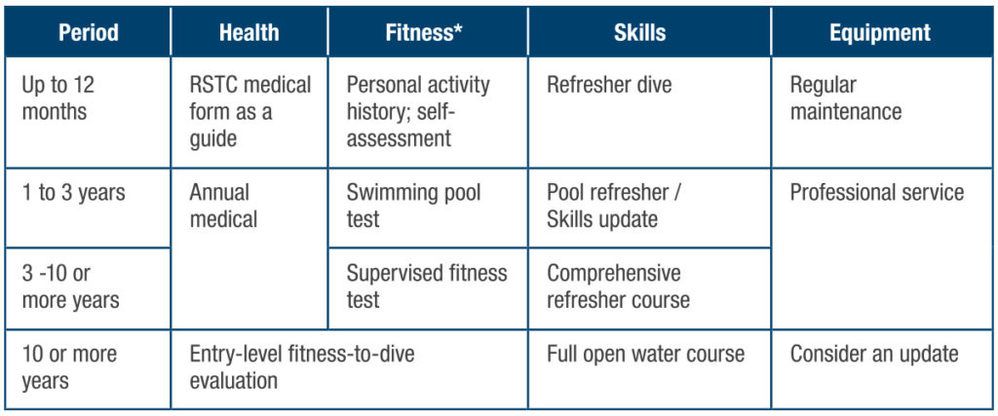 Period
Health
Fitness*
Skills
Equipment
Up to 12
months
RSTC medical
form as a
guide
Personal activity
history; self-
assessment
Refresher dive
Regular
maintenance
1 to 3 years
Annual
medical
Swimming pool
test
Pool refresher /
Skills update
Professional service
3 -10 or
more years
Supervised fitness
test
Comprehensive
refresher course
10 or more
years
Entry-level fitness-to-dive
evaluation
Full open water course
Consider an update